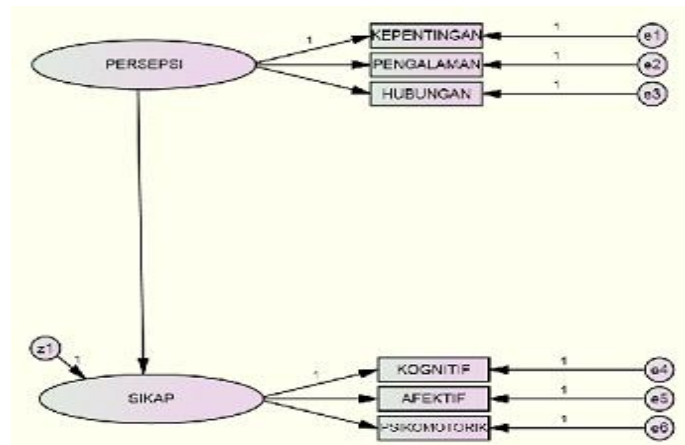 1 KEPENTINGAN 1 e1
PERSEPSI PENGALAMAN 1 e2
HUBUNGAN 1 e3
z1
1
1 KOGNITIF 1 e4
SIKAP AFEKTIF 1 e5
PSIKOMOTORIK 1 e6